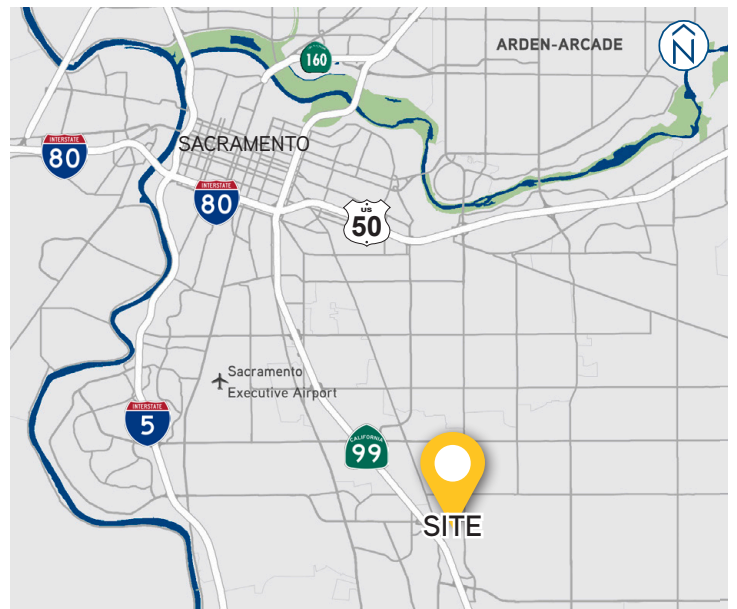 ARDEN-ARCADE
N
160
SACRAMENTO
INTERSTATE
80
INTERSTATE
80
US
50
Sacramento
Executive Airport
INTERSTATE
5
CALIFORNIA
99
SITE